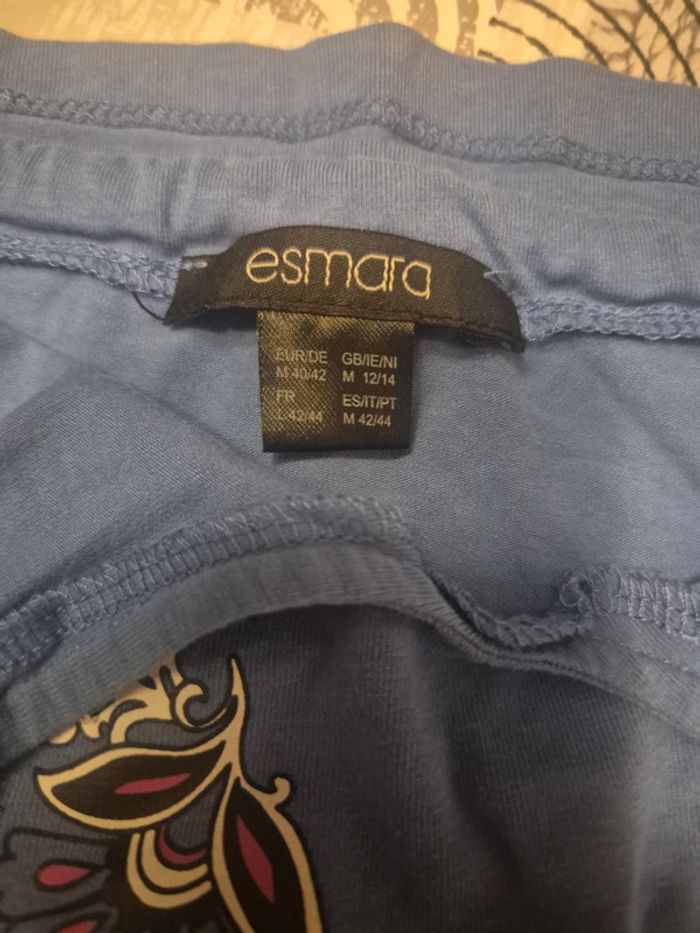 esmara
EUR/DE GB/IE/NI
M 40/42 M 12/14
FR ES/IT/PT
L 42/44 M 42/44